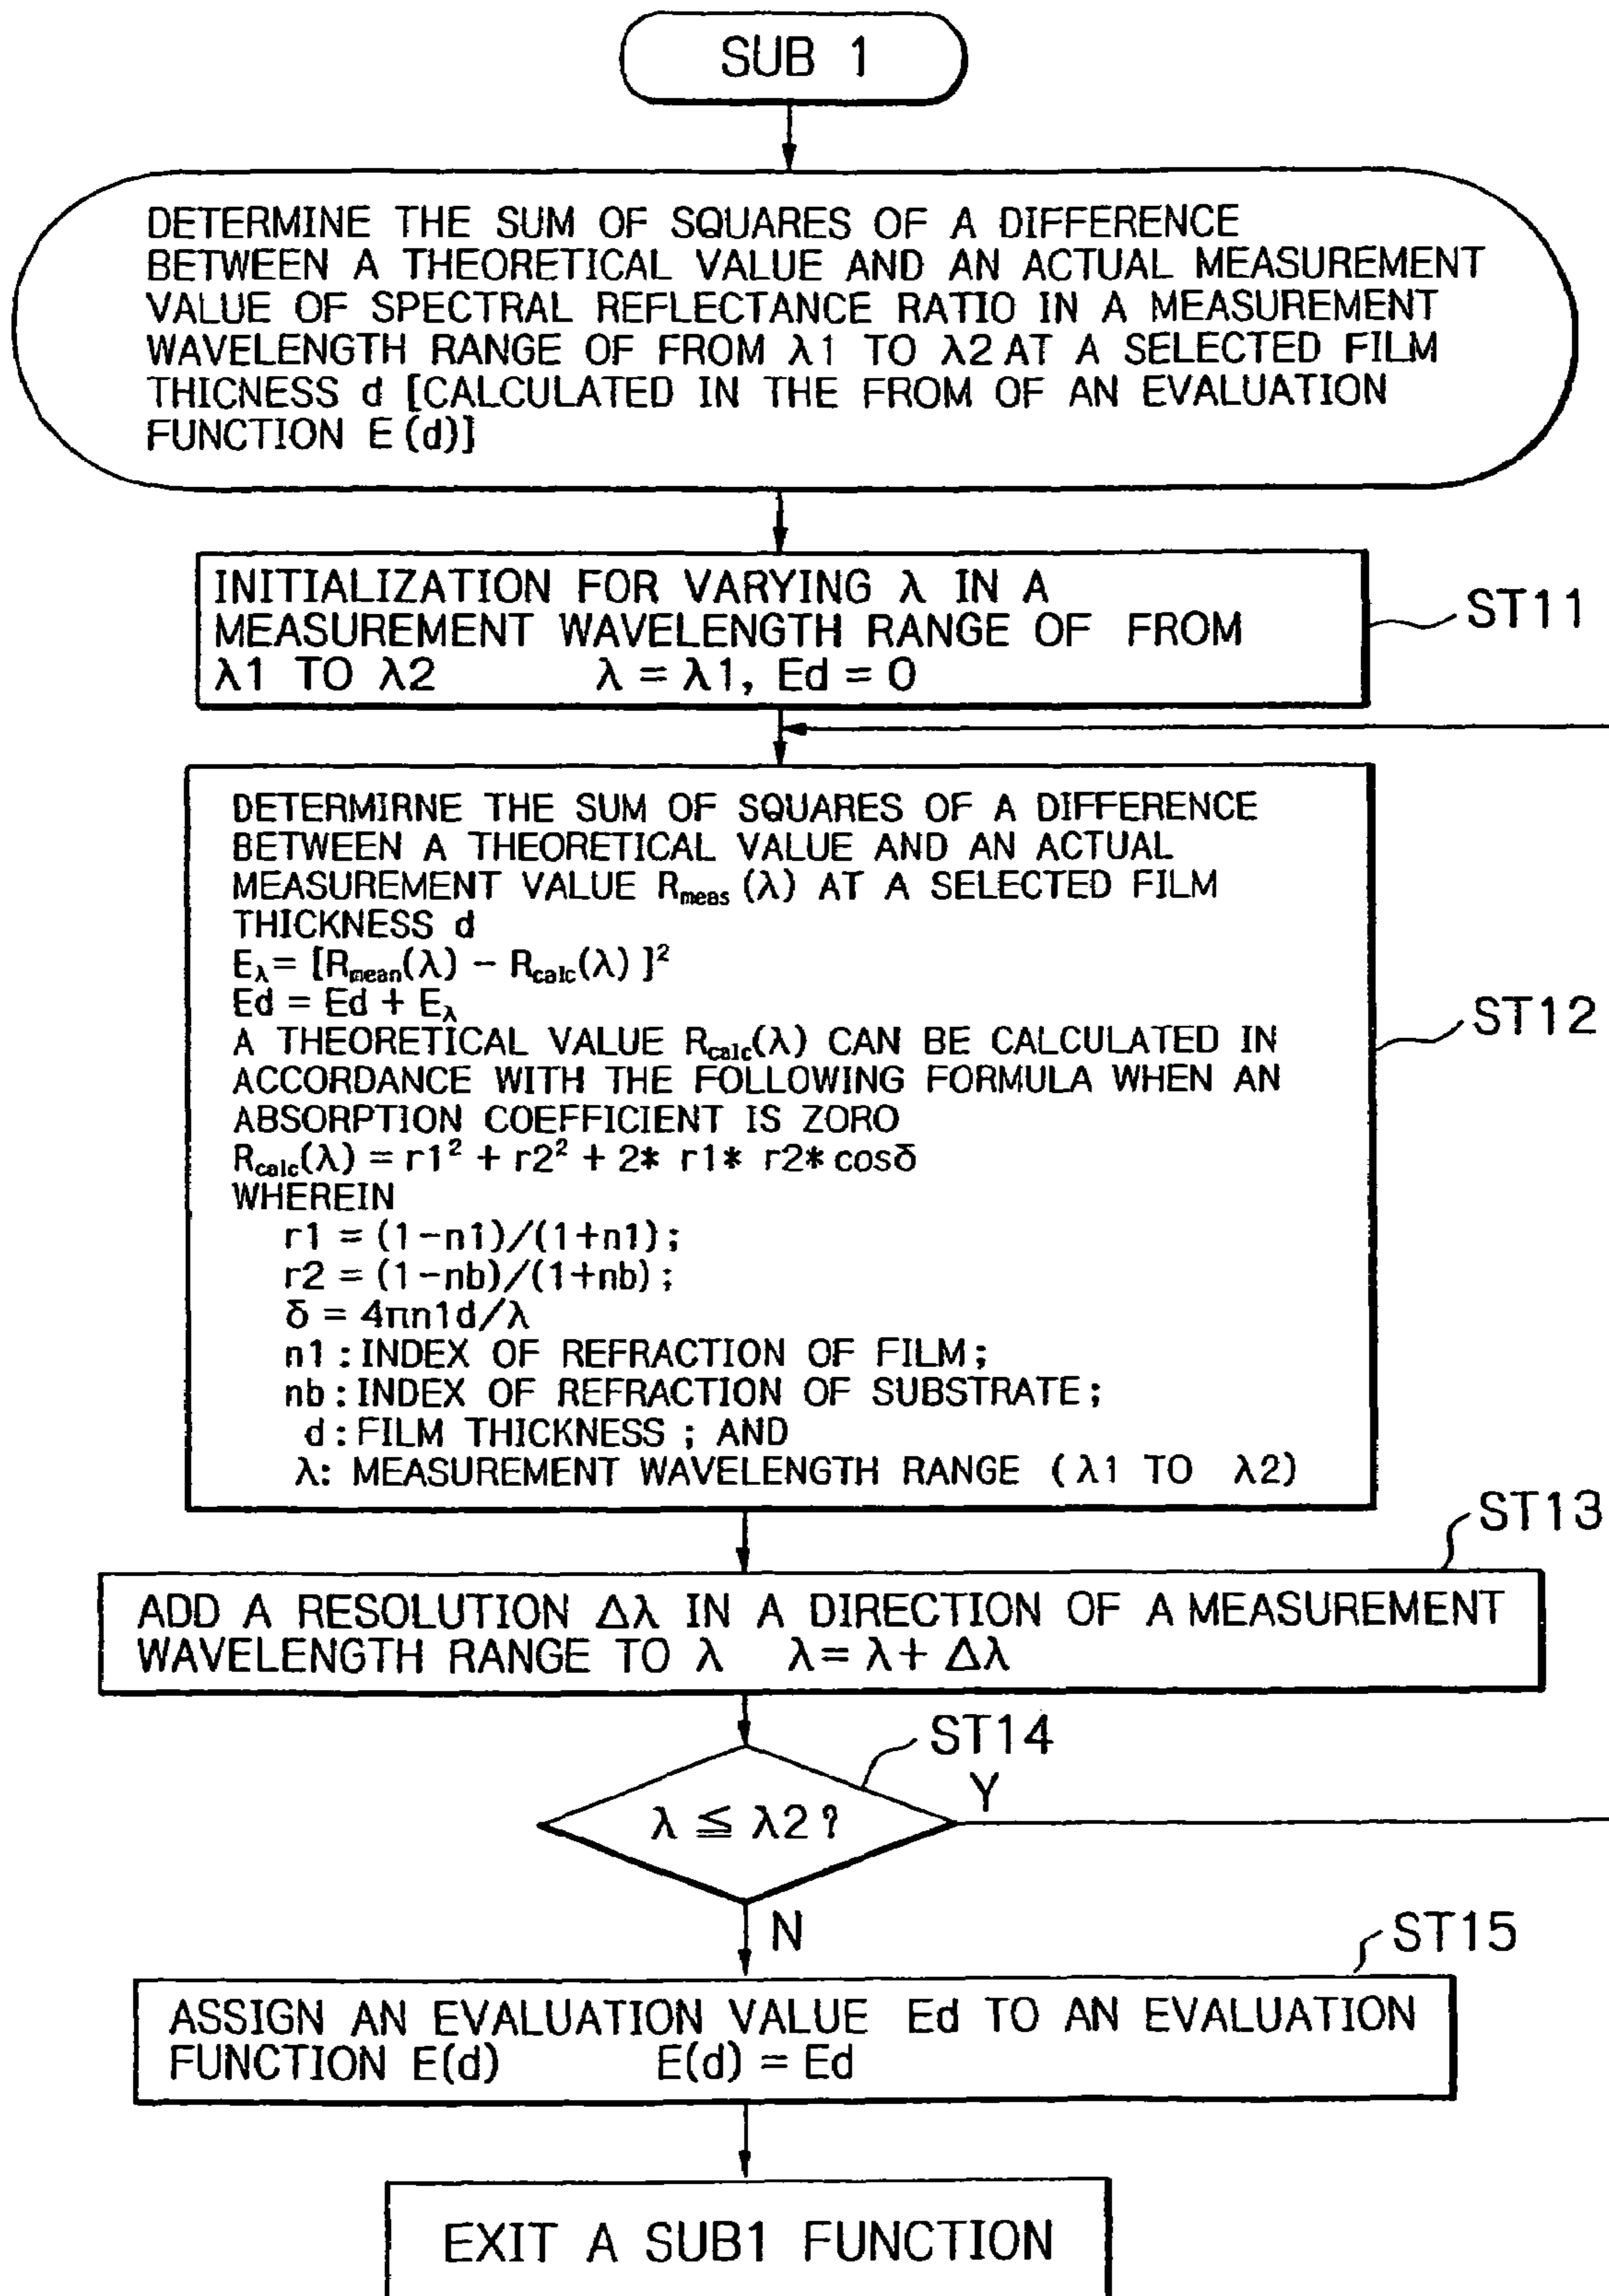 SUB 1
DETERMINE THE SUM OF SQUARES OF A DIFFERENCE
BETWEEN A THEORETICAL VALUE AND AN ACTUAL MEASUREMENT
VALUE OF SPECTRAL REFLECTANCE RATIO IN A MEASUREMENT
WAVELENGTH RANGE OF FROM λ1 TO λ2 AT A SELECTED FILM
THICNESS d [CALCULATED IN THE FROM OF AN EVALUATION
FUNCTION E(d)]
INITIALIZATION FOR VARYING λ IN A
MEASUREMENT WAVELENGTH RANGE OF FROM
λ1 TO λ2 λ = λ1, Ed = 0
ST11
DETERMIRNE THE SUM OF SQUARES OF A DIFFERENCE
BETWEEN A THEORETICAL VALUE AND AN ACTUAL
MEASUREMENT VALUE Rmeas (λ) AT A SELECTED FILM
THICKNESS d
Eλ= [Rmean(λ) − Rcalc(λ) ]²
Ed = Ed + Eλ
A THEORETICAL VALUE Rcalc(λ) CAN BE CALCULATED IN
ACCORDANCE WITH THE FOLLOWING FORMULA WHEN AN
ABSORPTION COEFFICIENT IS ZORO
Rcalc(λ) = r1² + r2² + 2* r1* r2* cosδ
WHEREIN
r1 = (1−n1)/(1+n1);
r2 = (1−nb)/(1+nb);
δ = 4πn1d/λ
n1 : INDEX OF REFRACTION OF FILM;
nb : INDEX OF REFRACTION OF SUBSTRATE;
d : FILM THICKNESS ; AND
λ: MEASUREMENT WAVELENGTH RANGE (λ1 TO λ2)
ST12
ST13
ADD A RESOLUTION Δλ IN A DIRECTION OF A MEASUREMENT
WAVELENGTH RANGE TO λ λ= λ+ Δλ
ST14
λ ≦ λ2 ?
Y
N
ST15
ASSIGN AN EVALUATION VALUE Ed TO AN EVALUATION
FUNCTION E(d) E(d) = Ed
EXIT A SUB1 FUNCTION